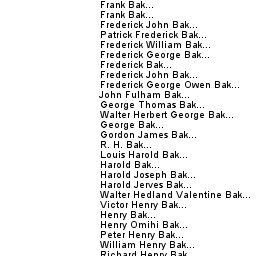 Frank Bak...
Frank Bak...
Frederick John Bak...
Patrick Frederick Bak...
Frederick William Bak...
Frederick George Bak...
Frederick Bak...
Frederick John Bak...
Frederick George Owen Bak...
John Fulham Bak...
George Thomas Bak...
Walter Herbert George Bak...
George Bak...
Gordon James Bak...
R. H. Bak...
Louis Harold Bak...
Harold Bak...
Harold Joseph Bak...
Harold Jerves Bak...
Walter Hedland Valentine Bak...
Victor Henry Bak...
Henry Bak...
Henry Omihi Bak...
Peter Henry Bak...
William Henry Bak...
Richard Henry Bak...